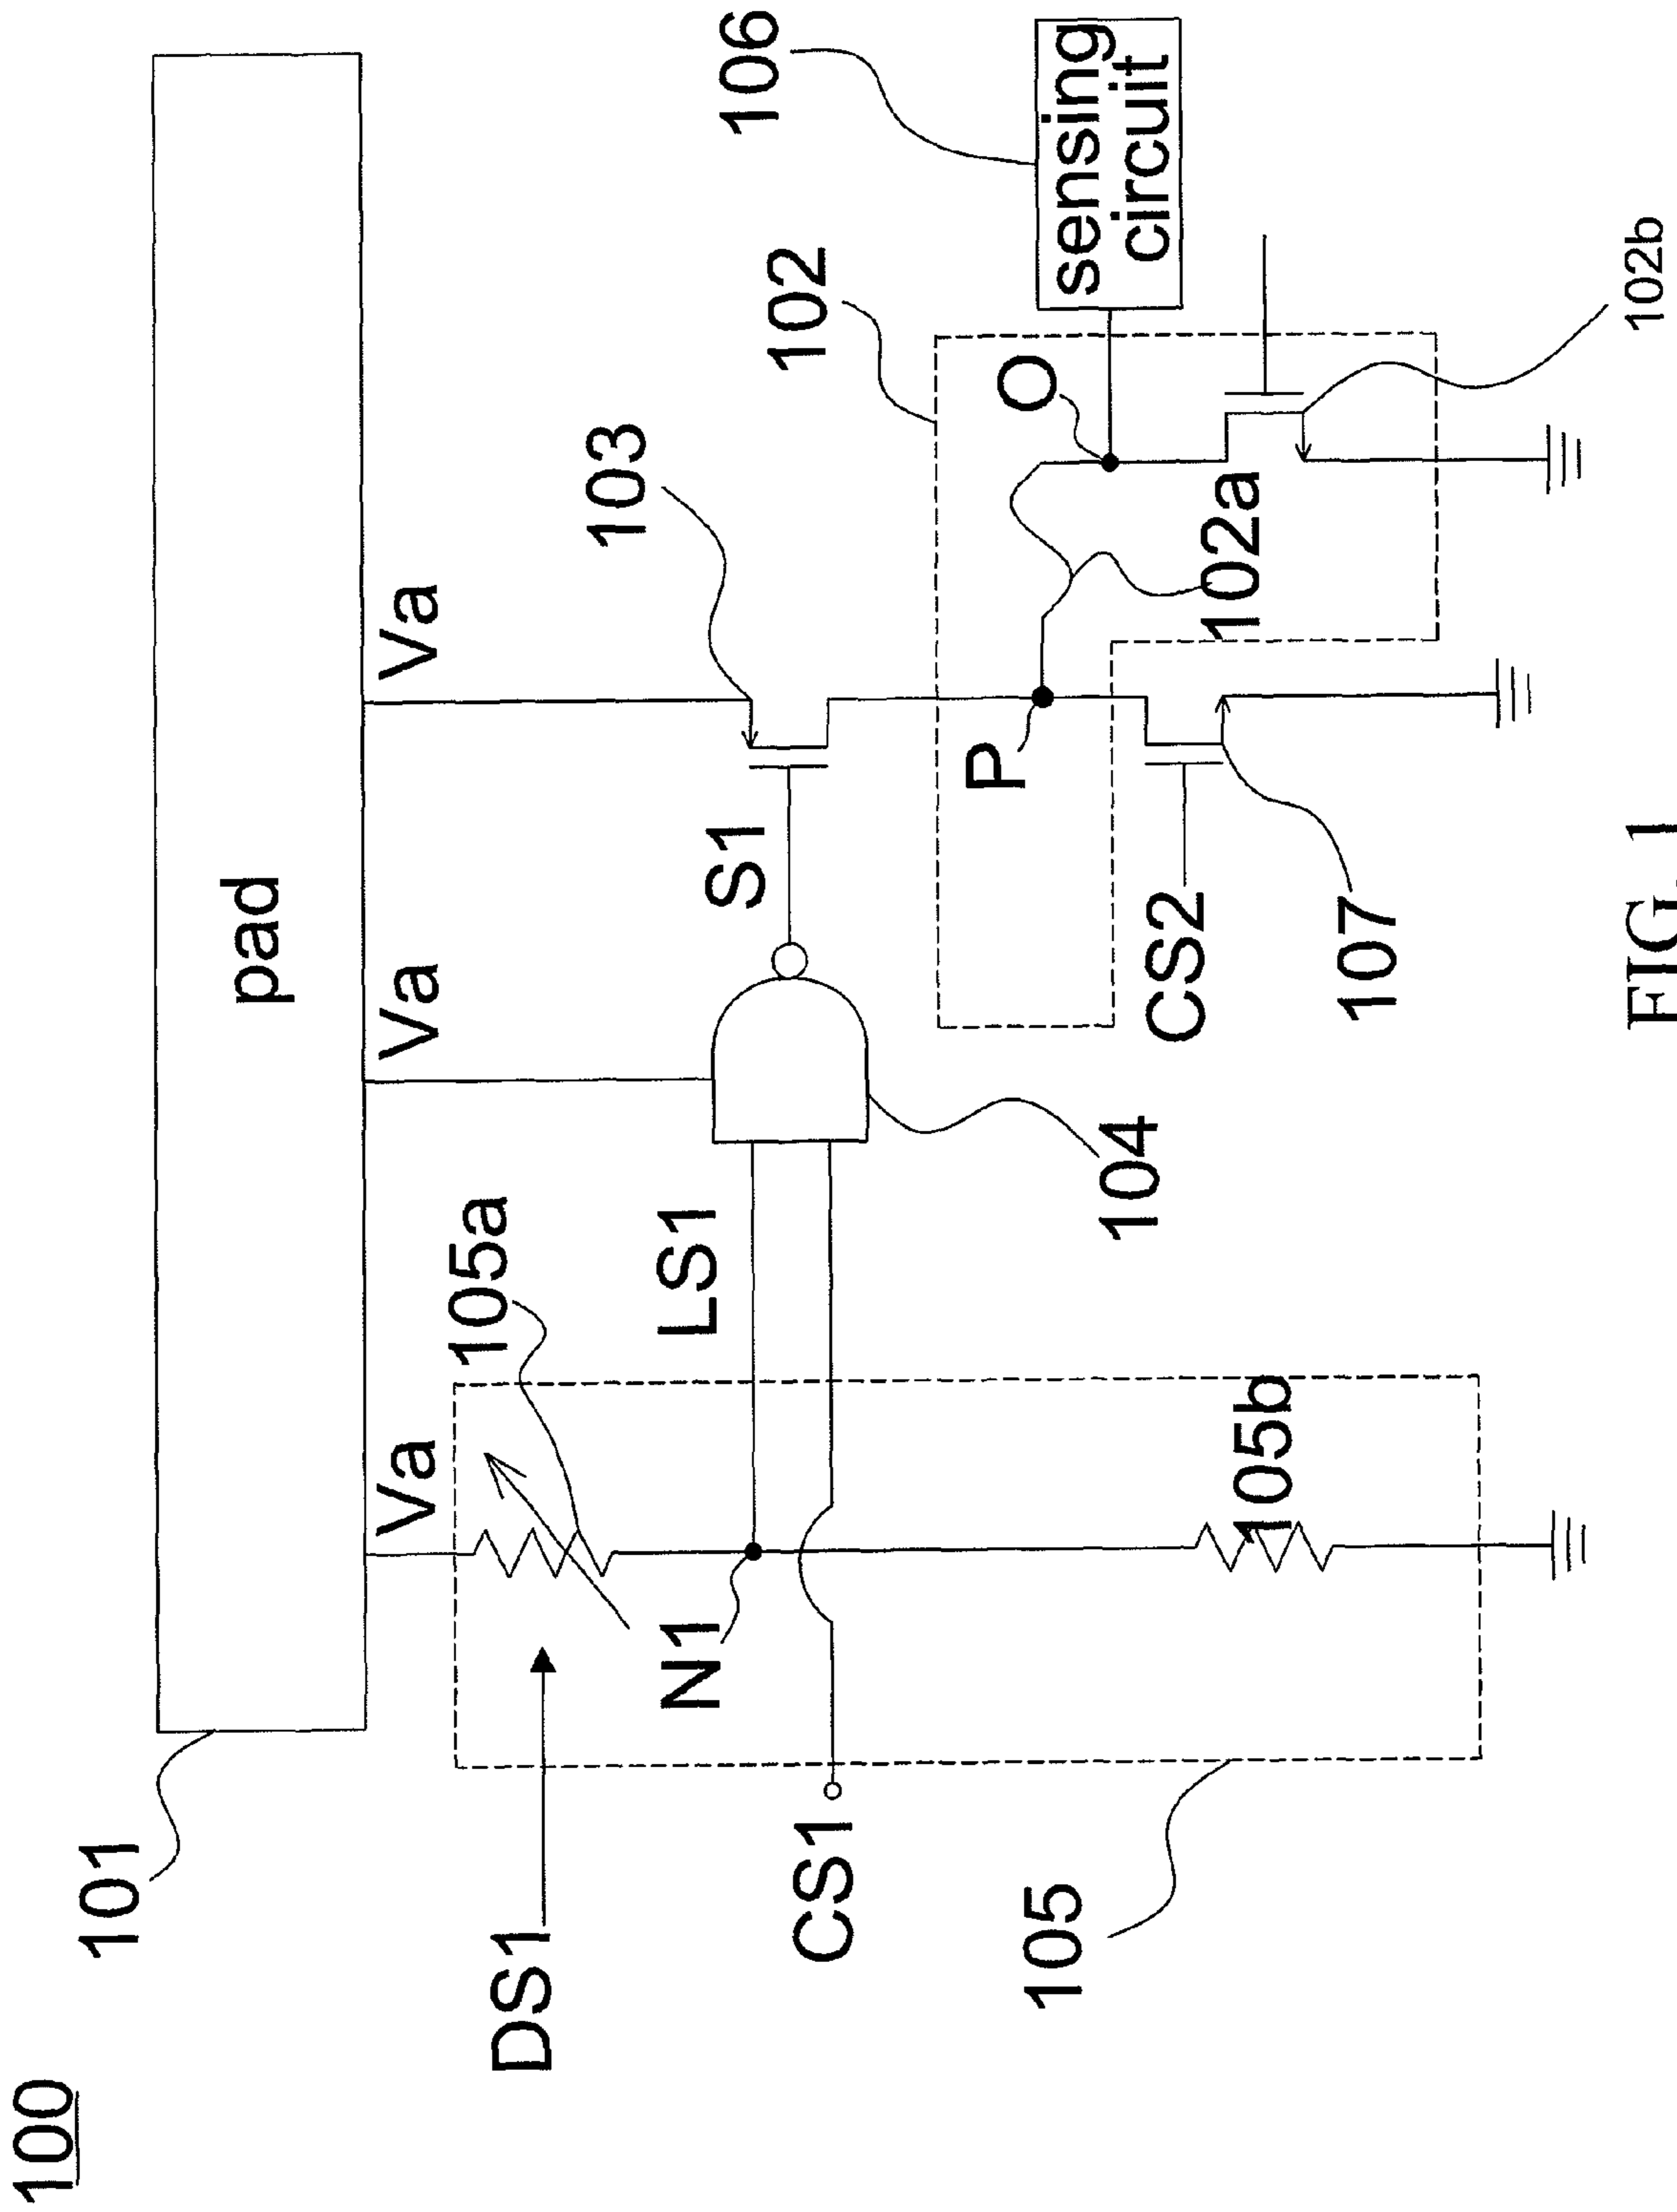 100
101
pad
Va
Va
Va
105a
DS1
N1
LS1
S1
103
CS1
104
102
106
P
O
sensing
circuit
102a
102b
CS2
107
105
105b
FIG. 1